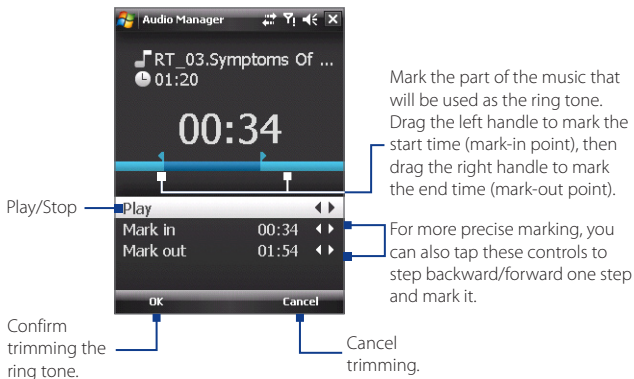 Audio Manager
RT_03.Symptoms Of ...
01:20
00:34
Play
Mark in 00:34
Mark out 01:54
OK Cancel
Mark the part of the music that
will be used as the ring tone.
Drag the left handle to mark the
start time (mark-in point), then
drag the right handle to mark
the end time (mark-out point).
Play/Stop
For more precise marking, you
can also tap these controls to
step backward/forward one step
and mark it.
Confirm
trimming the
ring tone.
Cancel
trimming.